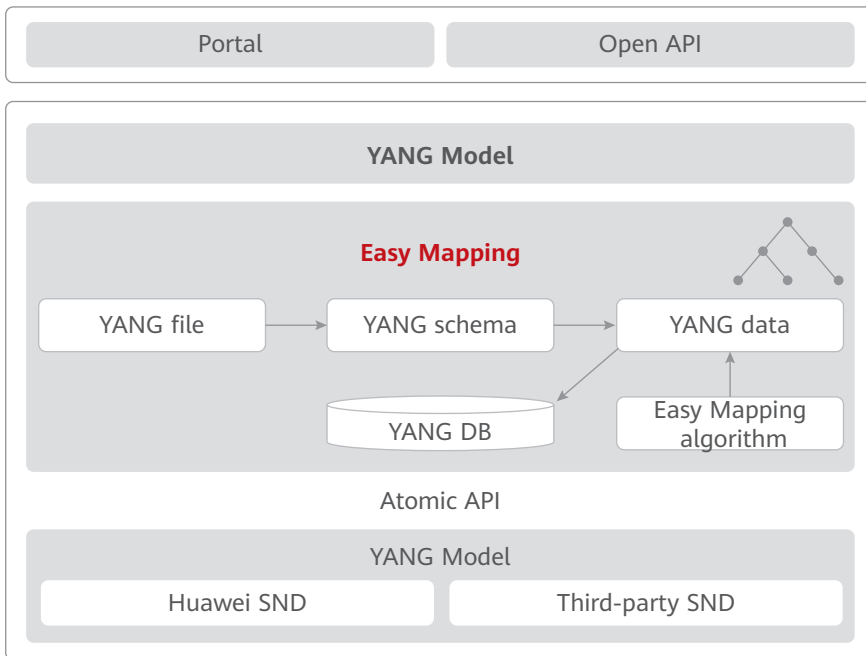 Portal
Open API
YANG Model
Easy Mapping
YANG file
YANG schema
YANG data
YANG DB
Easy Mapping
algorithm
Atomic API
YANG Model
Huawei SND
Third-party SND